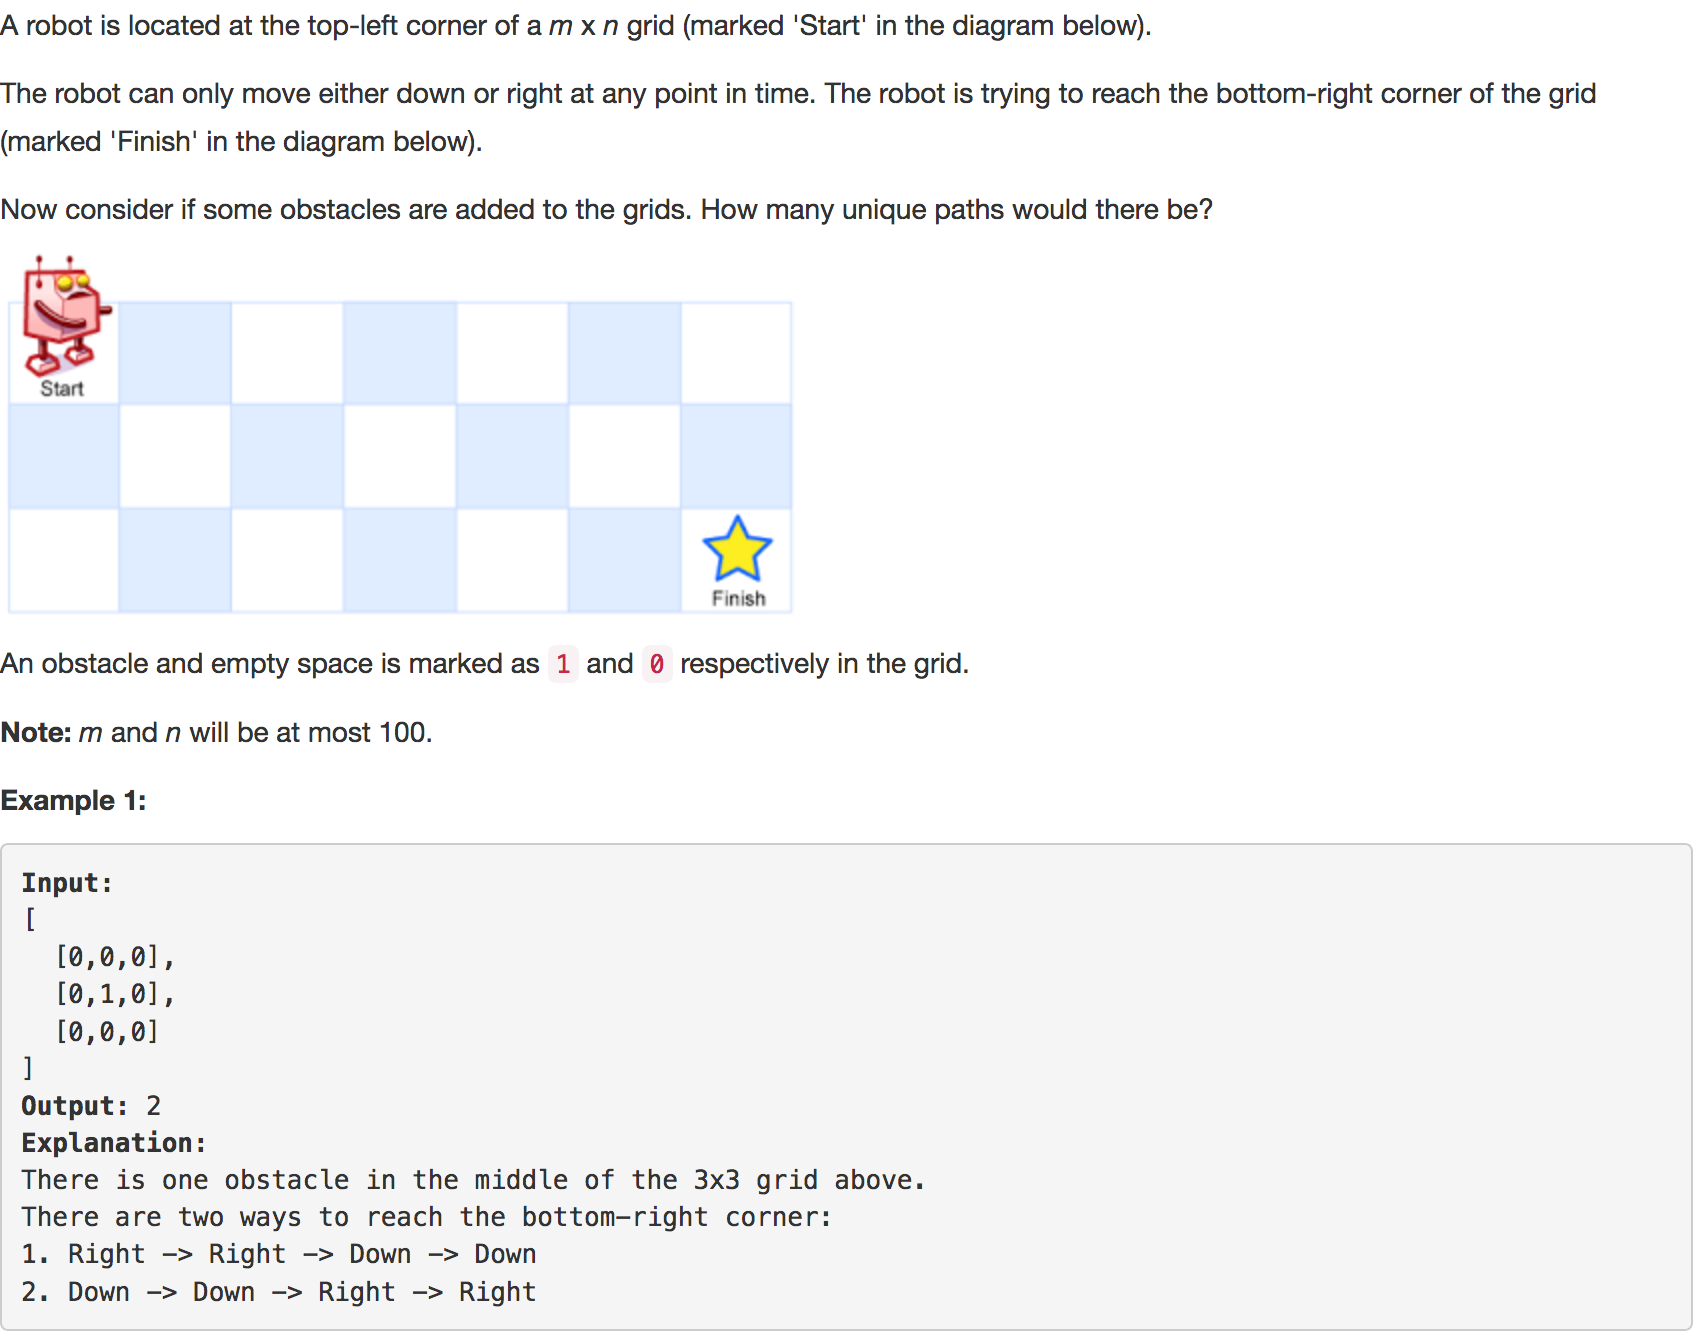 A robot is located at the top-left corner of a m x n grid (marked 'Start' in the diagram below).
The robot can only move either down or right at any point in time. The robot is trying to reach the bottom-right corner of the grid
(marked 'Finish' in the diagram below).
Now consider if some obstacles are added to the grids. How many unique paths would there be?
Start
Finish
An obstacle and empty space is marked as 1 and 0 respectively in the grid.
Note: m and n will be at most 100.
Example 1:
Input:
[
  [0,0,0],
  [0,1,0],
  [0,0,0]
]
Output: 2
Explanation:
There is one obstacle in the middle of the 3x3 grid above.
There are two ways to reach the bottom-right corner:
1. Right -> Right -> Down -> Down
2. Down -> Down -> Right -> Right